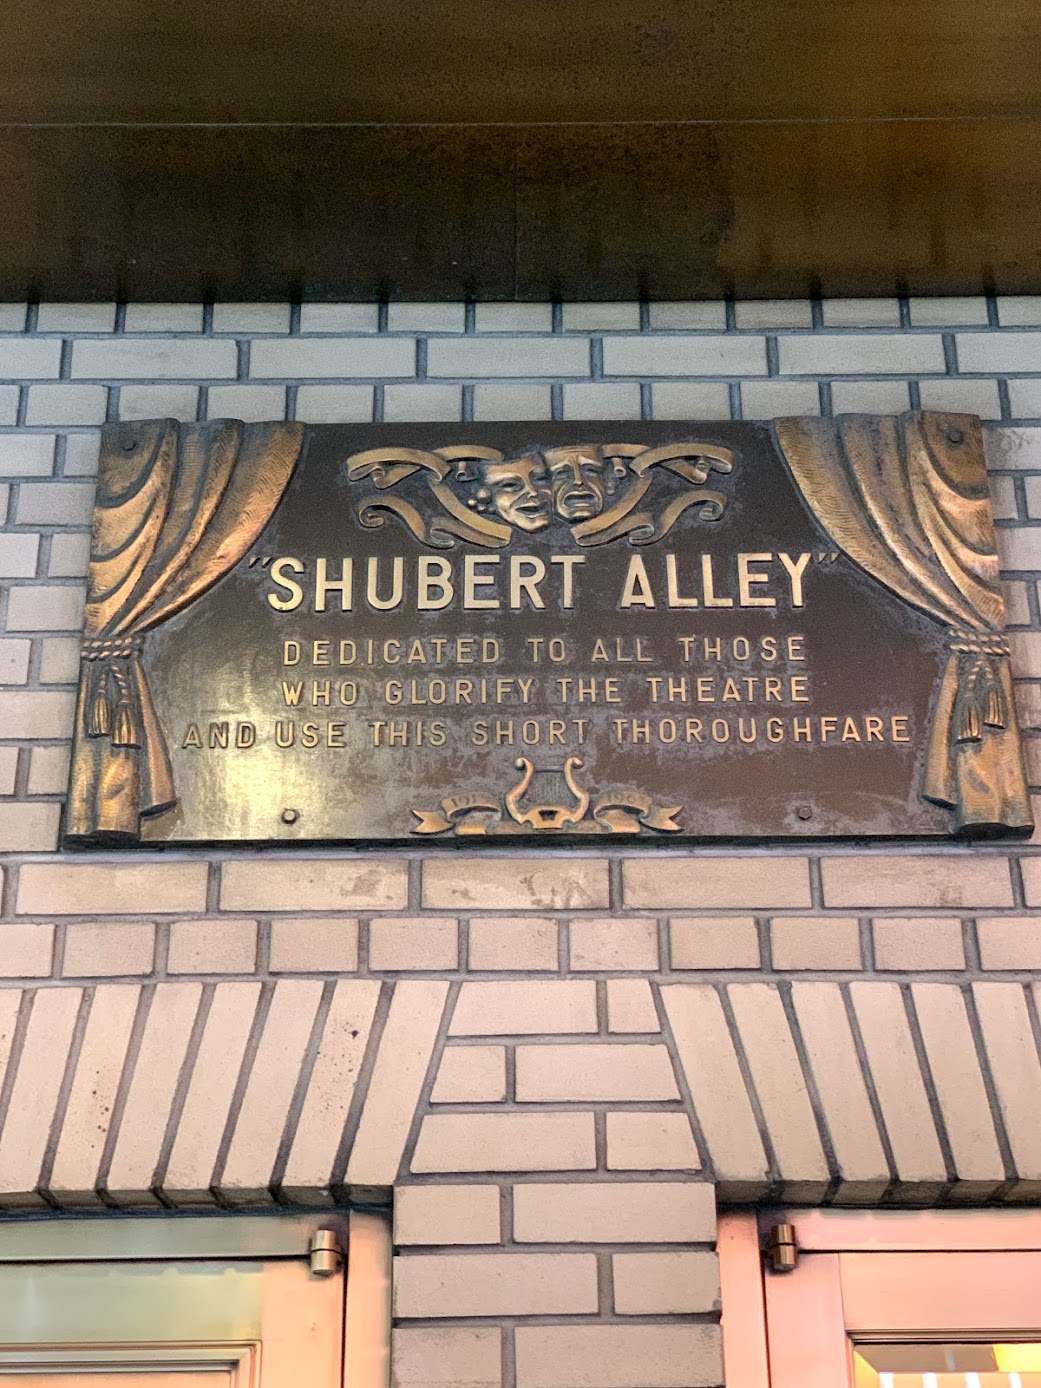 "SHUBERT ALLEY"
DEDICATED TO ALL THOSE
WHO GLORIFY THE THEATRE
AND USE THIS SHORT THOROUGHFARE